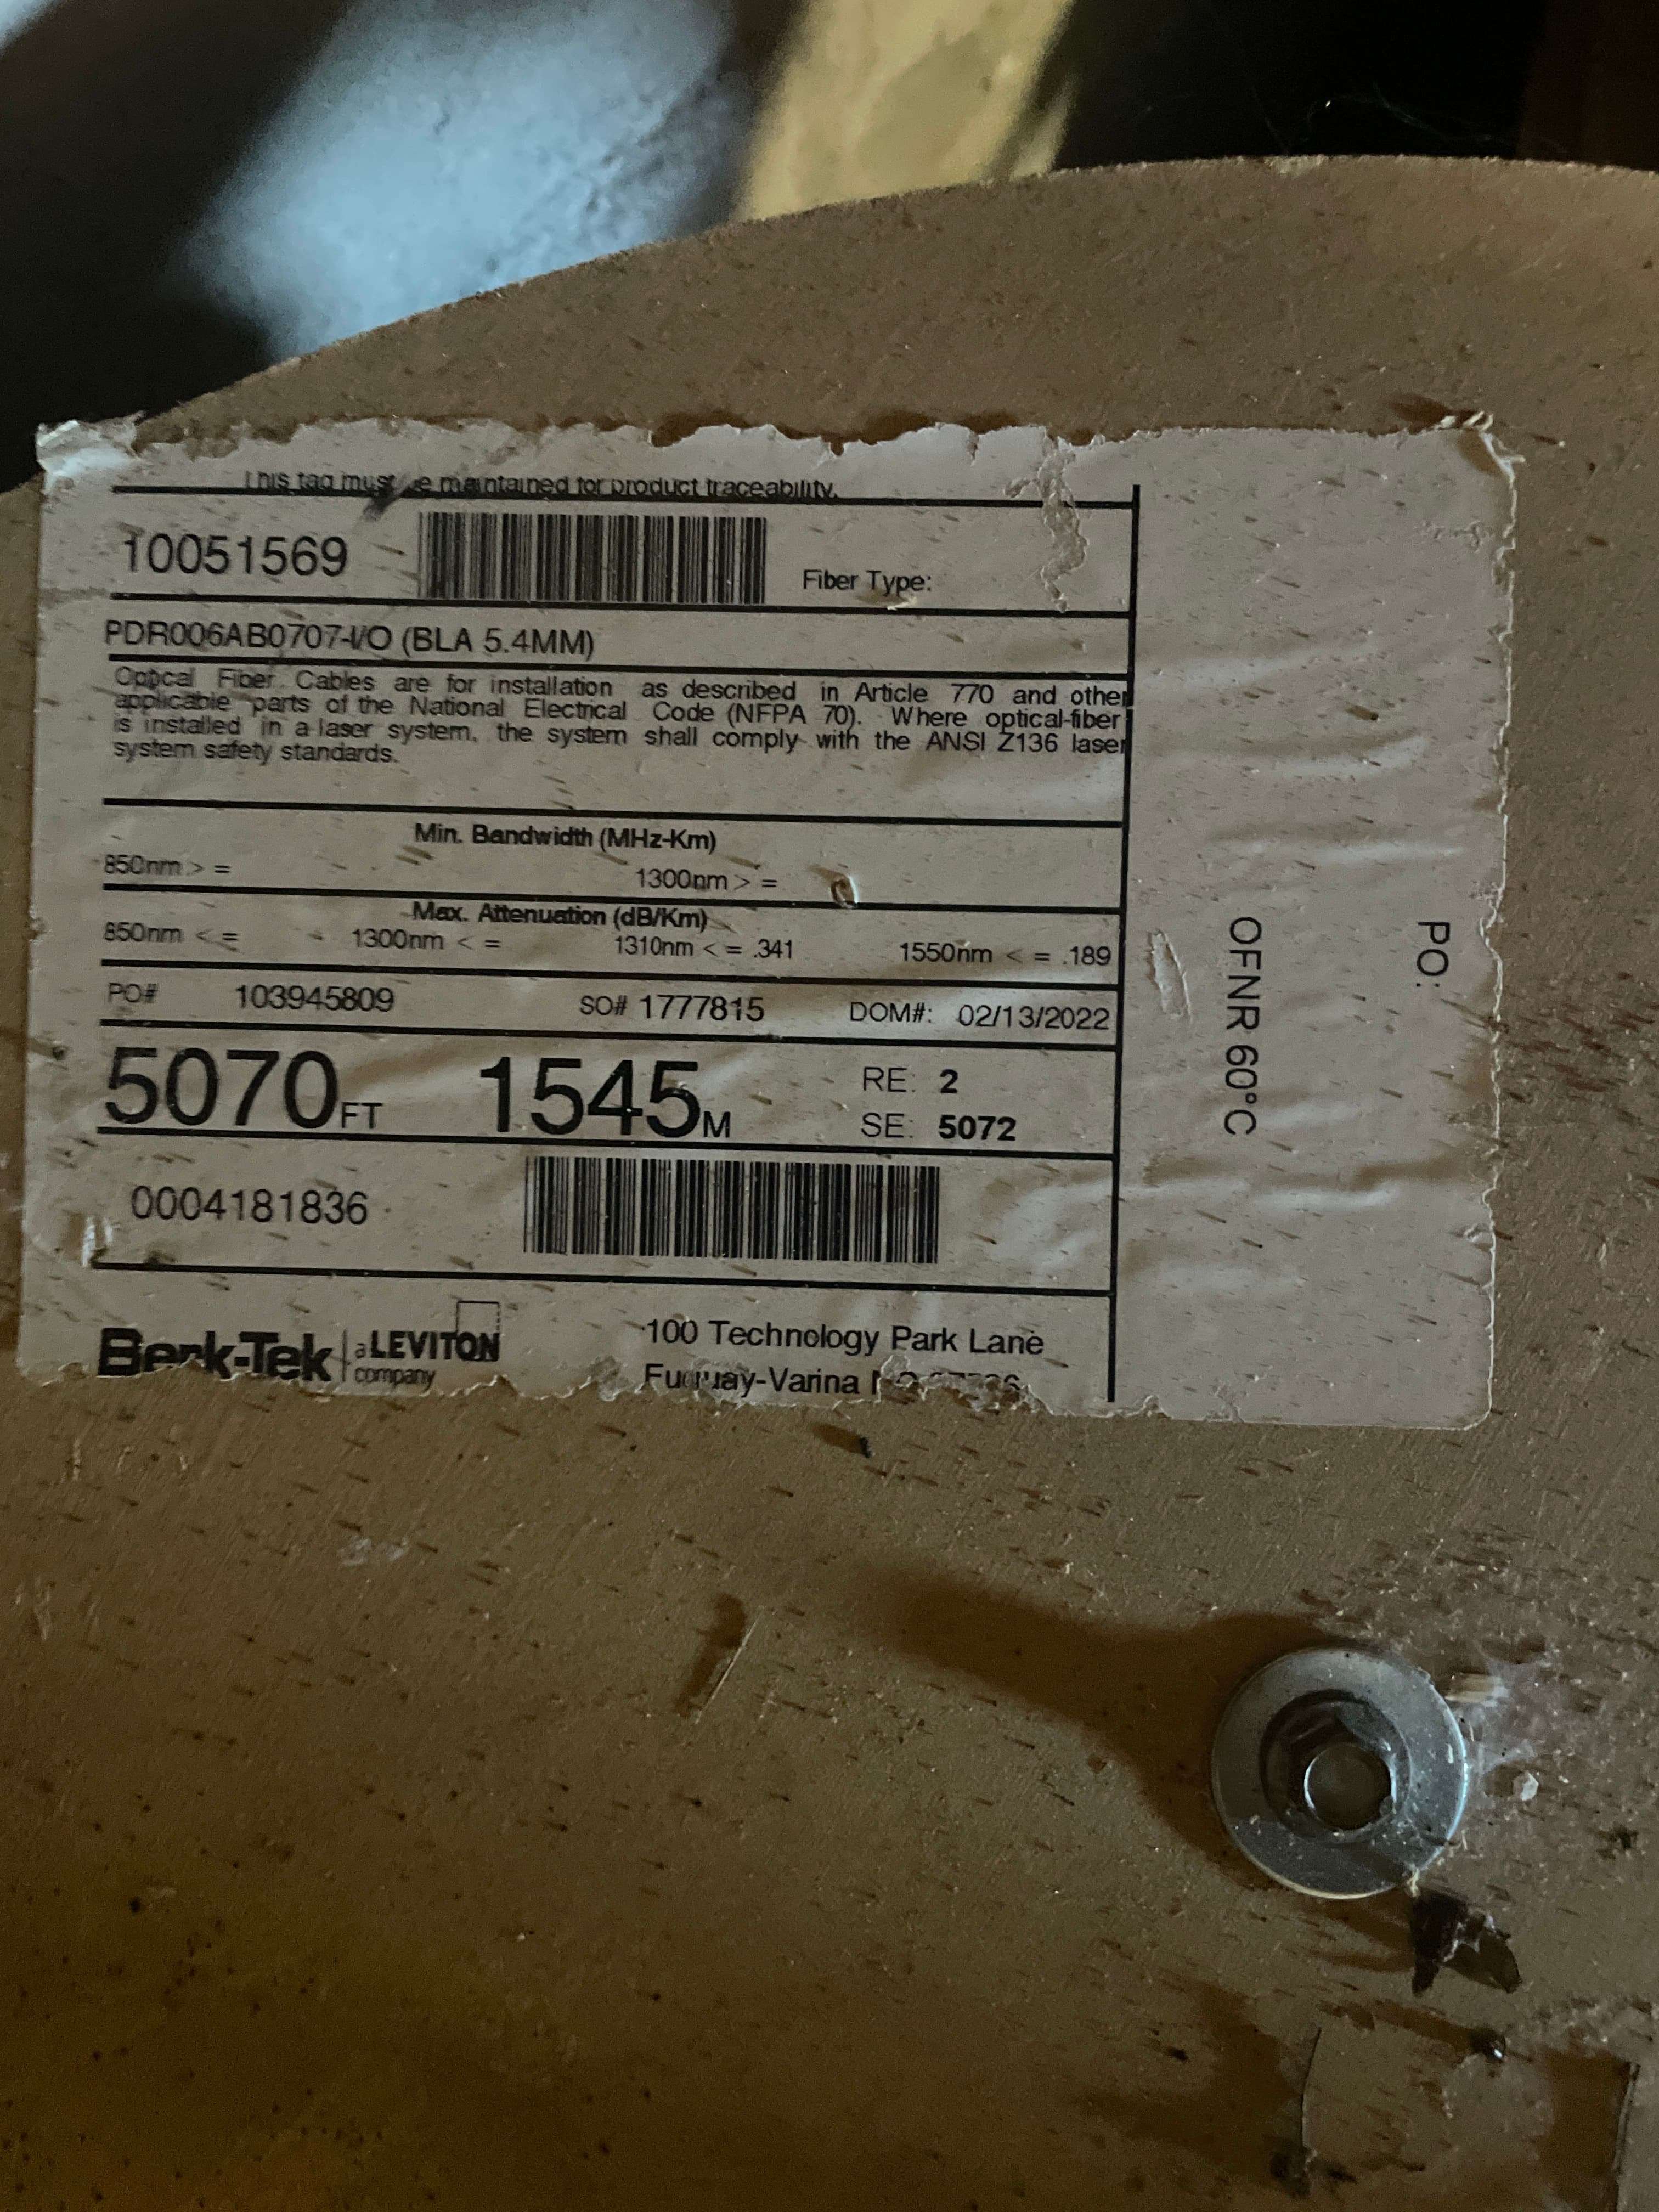 This tag must be maintained for product traceability.
10051569
Fiber Type:
PDR006AB0707-I/O (BLA 5.4MM)
Optical Fiber Cables are for installation as described in Article 770 and other
applicable parts of the National Electrical Code (NFPA 70). Where optical-fiber
is installed in a laser system, the system shall comply with the ANSI Z136 laser
system safety standards.
Min. Bandwidth (MHz-Km)
850nm > = 1300nm > =
Max. Attenuation (dB/Km)
850nm < = 1300nm < = 1310nm < = .341 1550nm < = .189
PO# 103945809 SO# 1777815 DOM#: 02/13/2022
5070FT 1545M RE: 2
SE: 5072
0004181836
Berk-Tek a LEVITON company
100 Technology Park Lane
Fuquay-Varina
OFNR 60°C
PO: